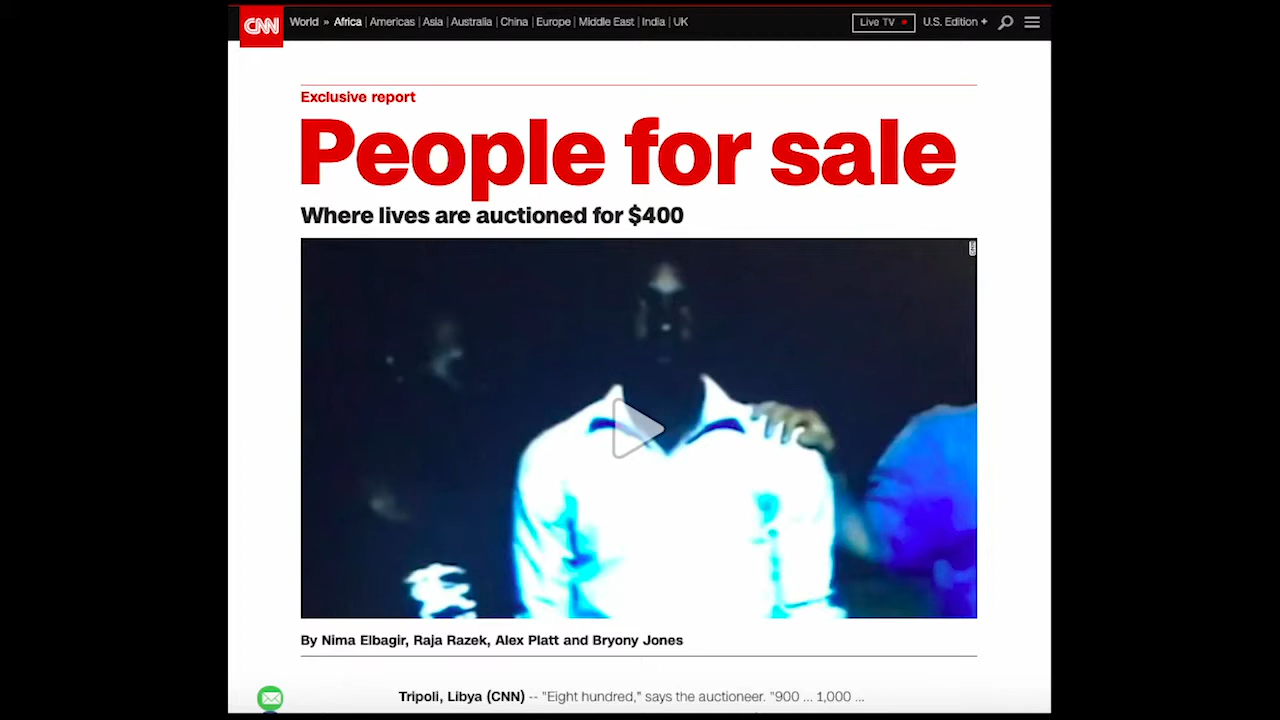 CNN World » Africa | Americas | Asia | Australia | China | Europe | Middle East | India | UK Live TV U.S. Edition +
Exclusive report
People for sale
Where lives are auctioned for $400
CNN
By Nima Elbagir, Raja Razek, Alex Platt and Bryony Jones
Tripoli, Libya (CNN) -- "Eight hundred," says the auctioneer. "900 ... 1,000 ...